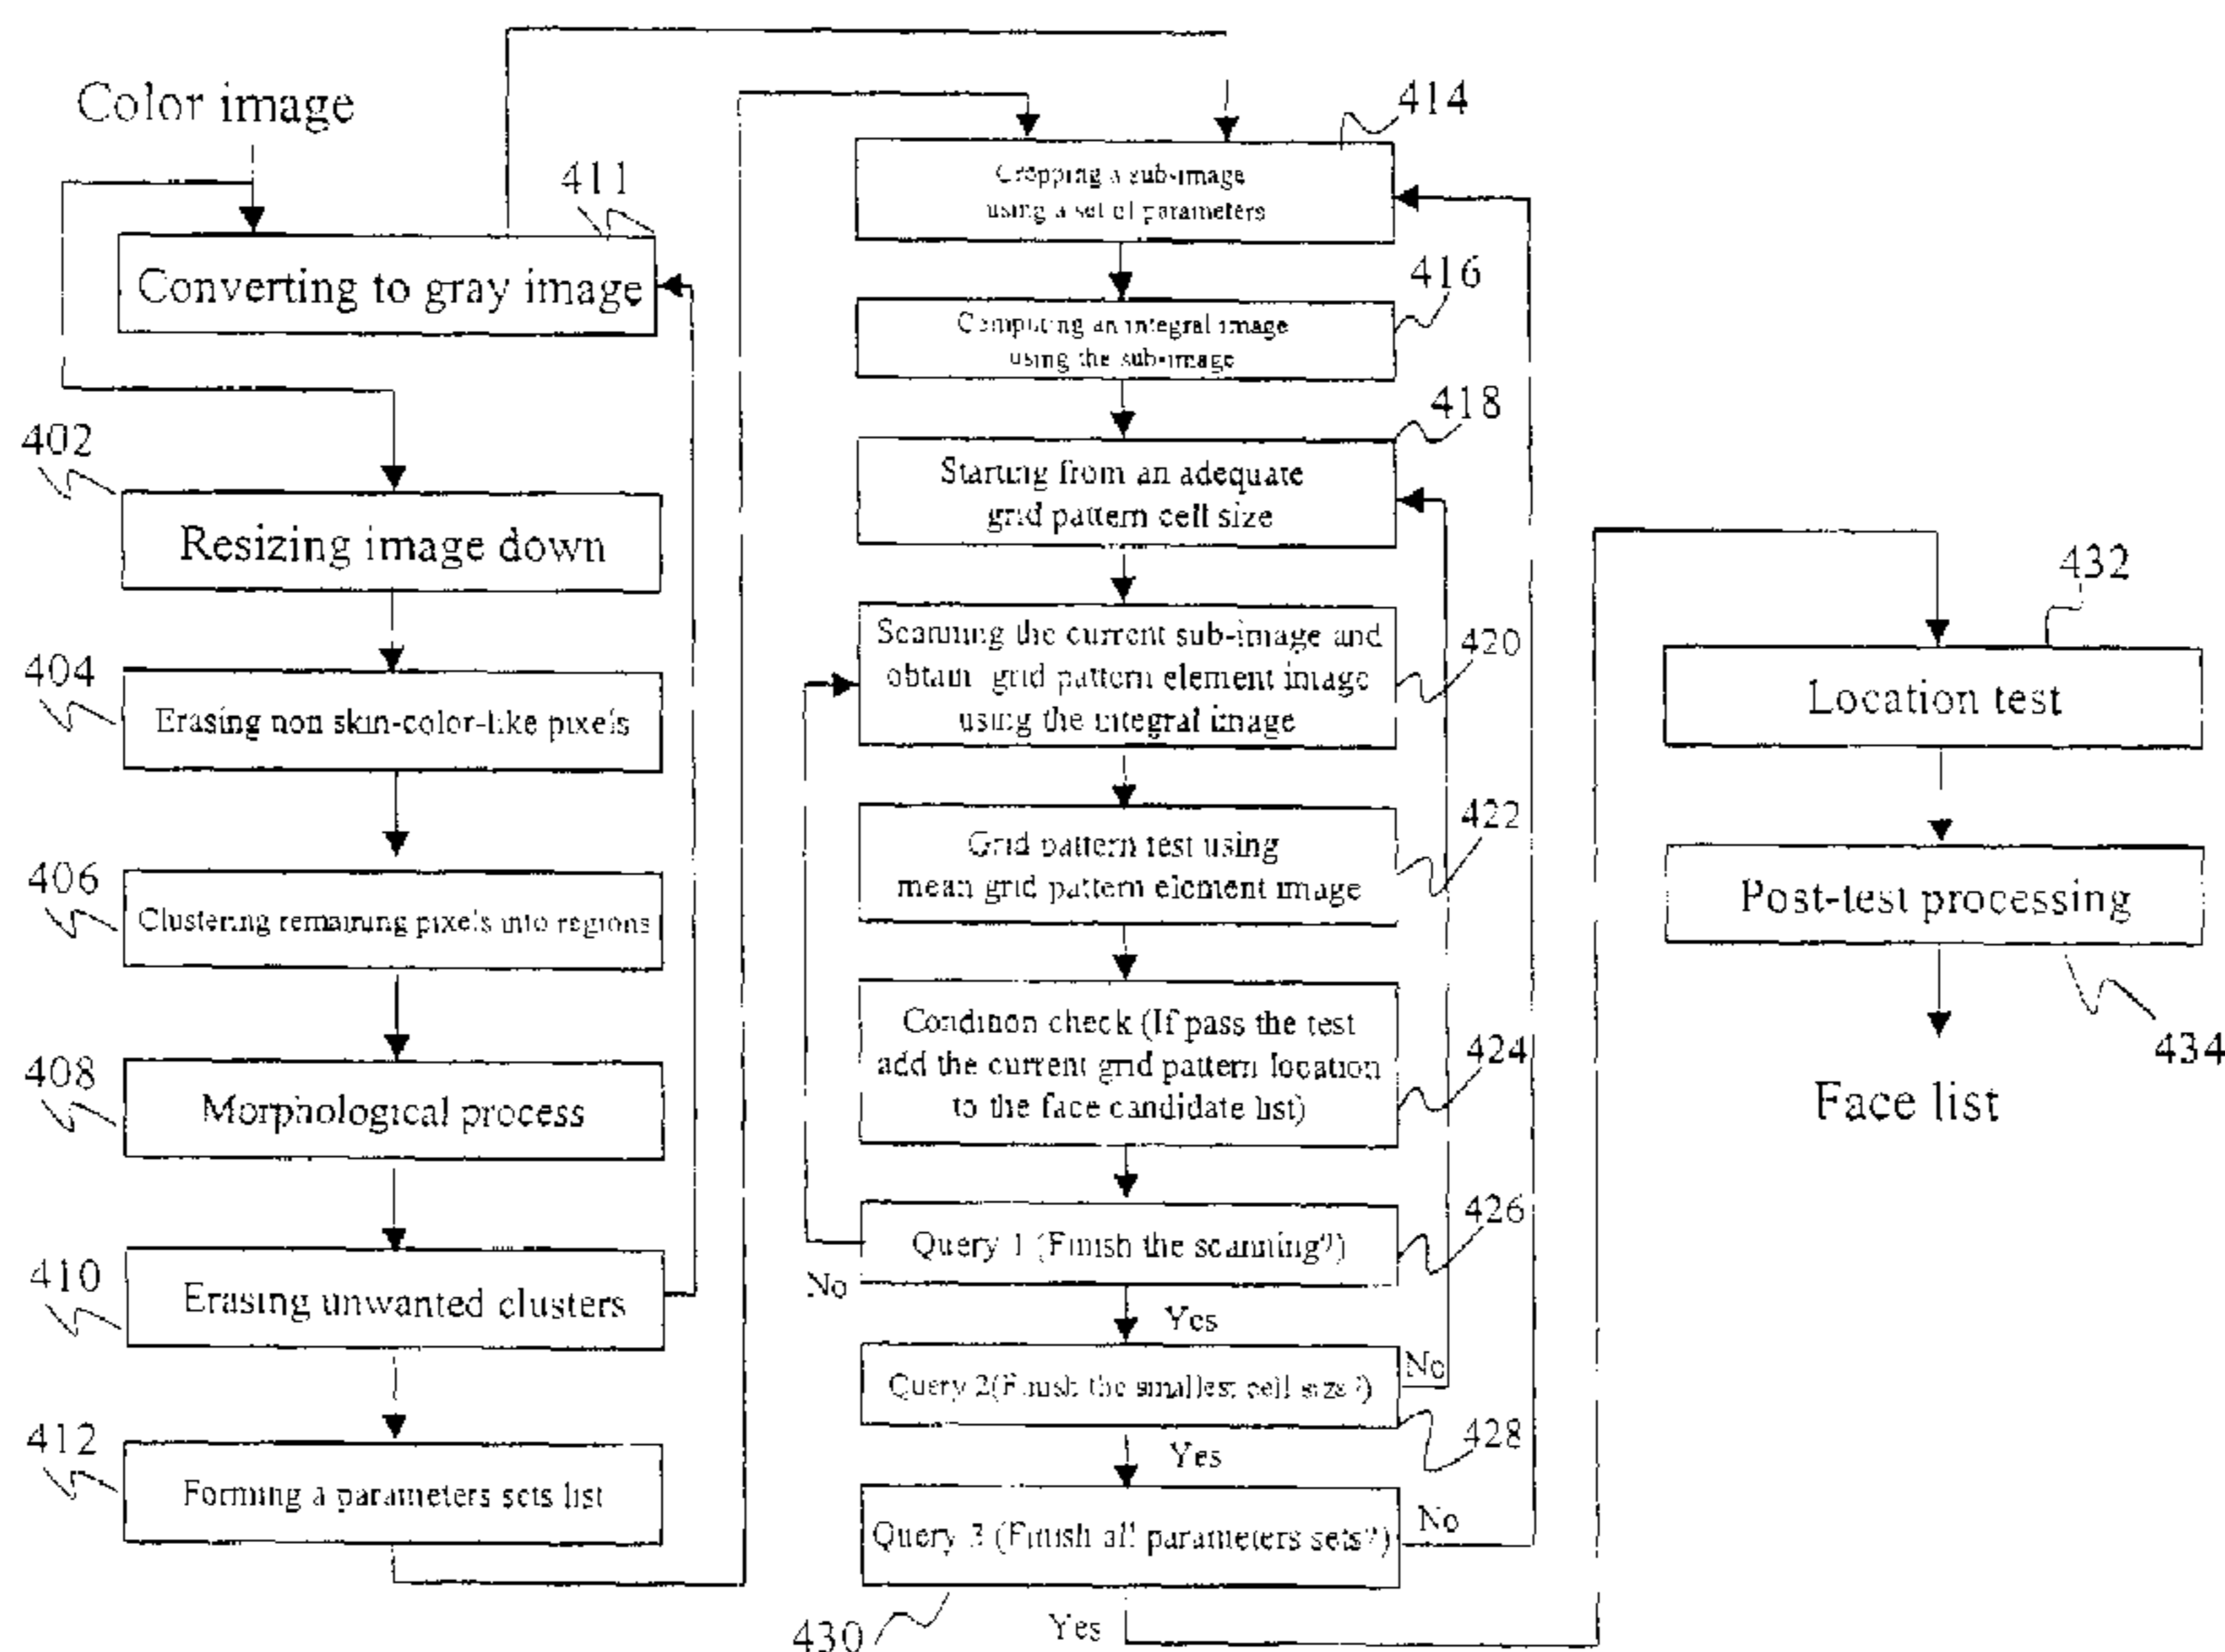 Color image
411
Converting to gray image
402
Resizing image down
404
Erasing non skin-color-like pixels
406
Clustering remaining pixels into regions
408
Morphological process
410
Erasing unwanted clusters
412
Forming a parameters sets list
414
Cropping a sub-image
using a set of parameters
416
Computing an integral image
using the sub-image
418
Starting from an adequate
grid pattern cell size
420
Scanning the current sub-image and
obtain grid pattern element image
using the integral image
422
Grid pattern test using
mean grid pattern element image
424
Condition check (If pass the test
add the current grid pattern location
to the face candidate list)
426
Query 1 (Finish the scanning?)
No
Yes
Query 2(Finish the smallest cell size?)
No
428
Yes
Query 3 (Finish all parameters sets?)
No
430
Yes
432
Location test
Post-test processing
434
Face list